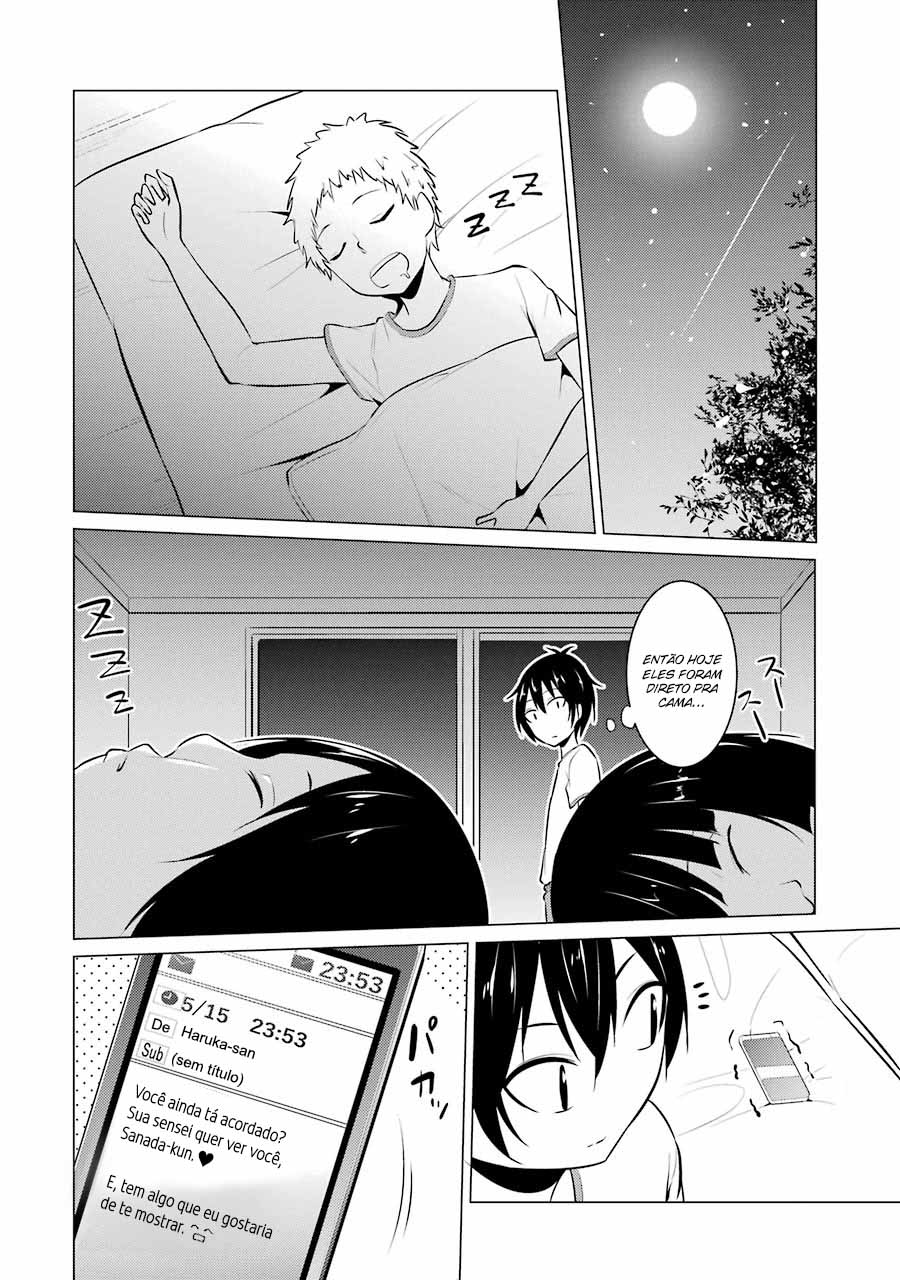 ZZZ
ZZZ
ENTÃO HOJE
ELES FORAM
DIRETO PRA
CAMA...
スー
スー
パカッ
23:53
5/15 23:53
De Haruka-san
Sub (sem título)
Você ainda tá acordado?
Sua sensei quer ver você,
Sanada-kun.♥
E, tem algo que eu gostaria
de te mostrar. ^□^